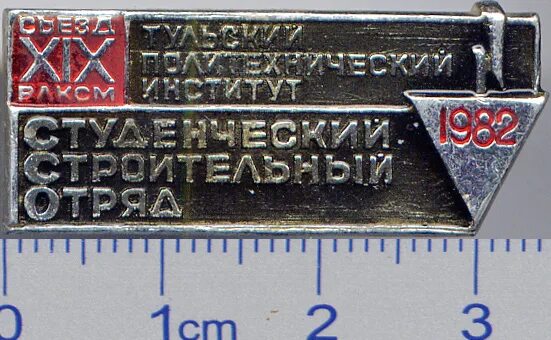 СЪЕЗД
XIX
ВЛКСМ
ТУЛЬСКИЙ
ПОЛИТЕХНИЧЕСКИЙ
ИНСТИТУТ
СТУДЕНЧЕСКИЙ
СТРОИТЕЛЬНЫЙ
ОТРЯД
1982
0 1cm 2 3